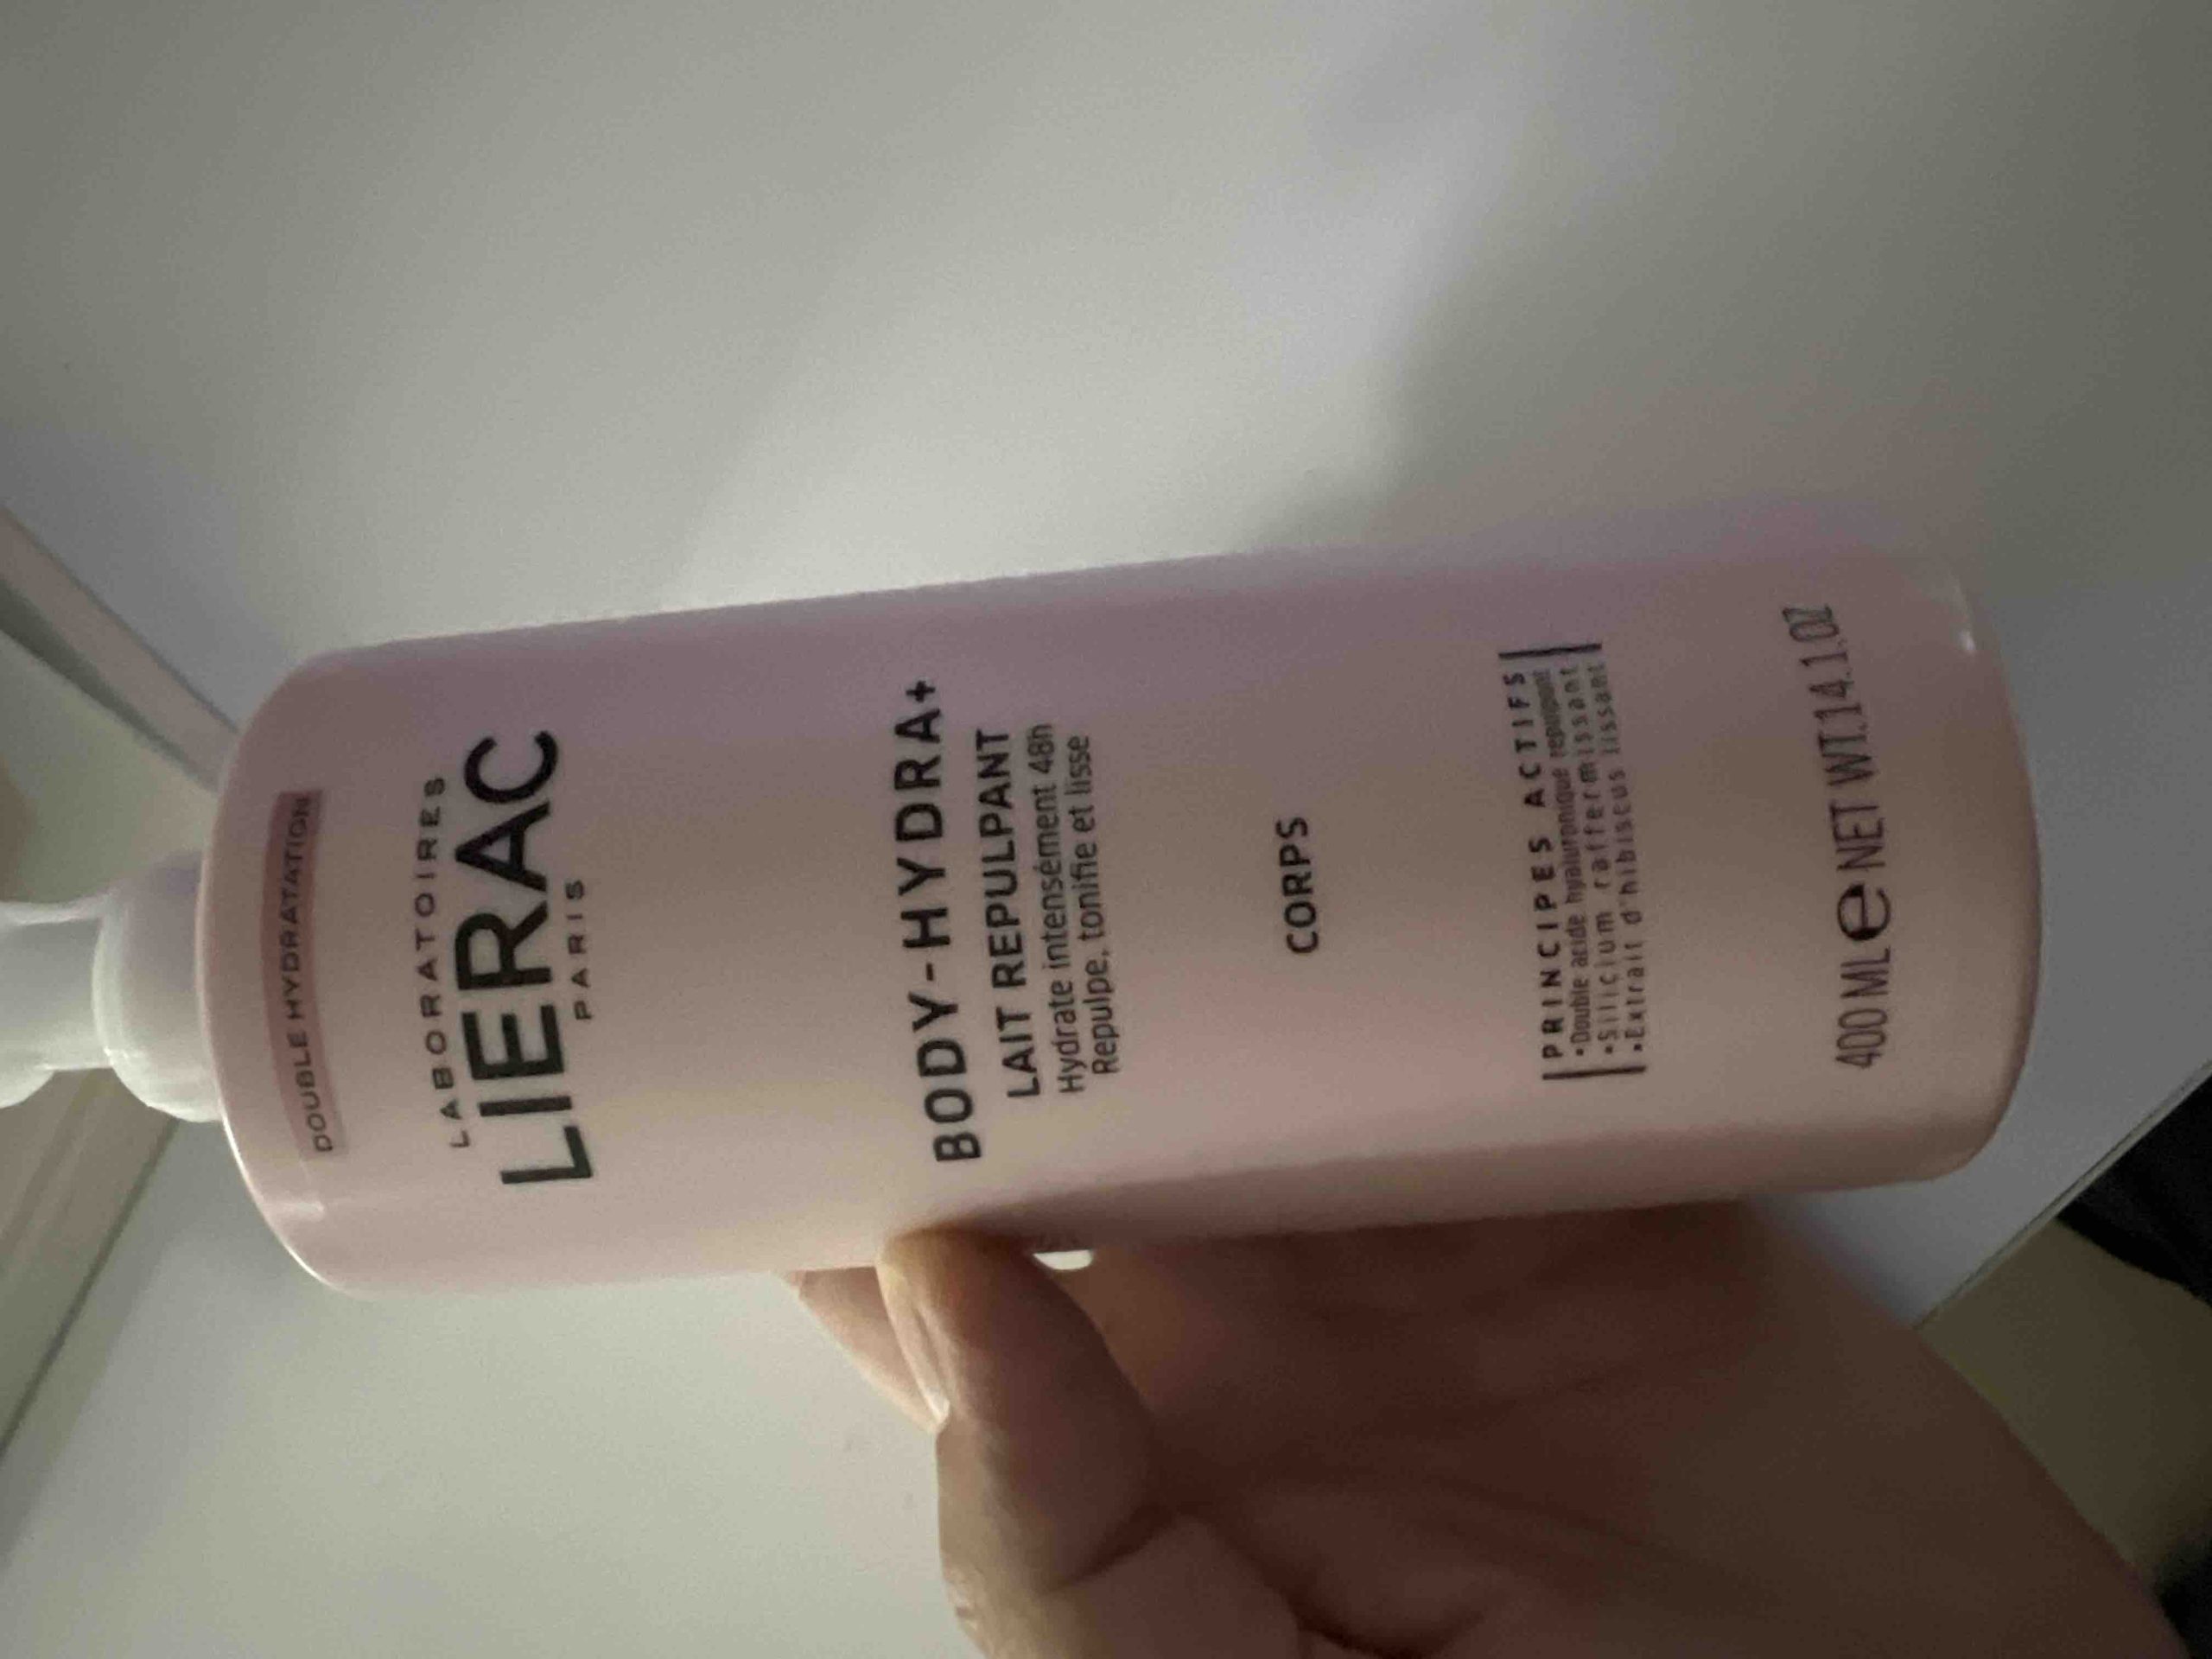 DOUBLE HYDRATATION
LABORATOIRES
LIERAC
PARIS
BODY-HYDRA+
LAIT REPULPANT
Hydrate intensément 48h
Repulpe, tonifie et lisse
CORPS
PRINCIPES ACTIFS
•Double acide hyaluronique repulpant
•Silicium raffermissant
•Extrait d'hibiscus lissant
400 ML e NET WT.14.1.OZ